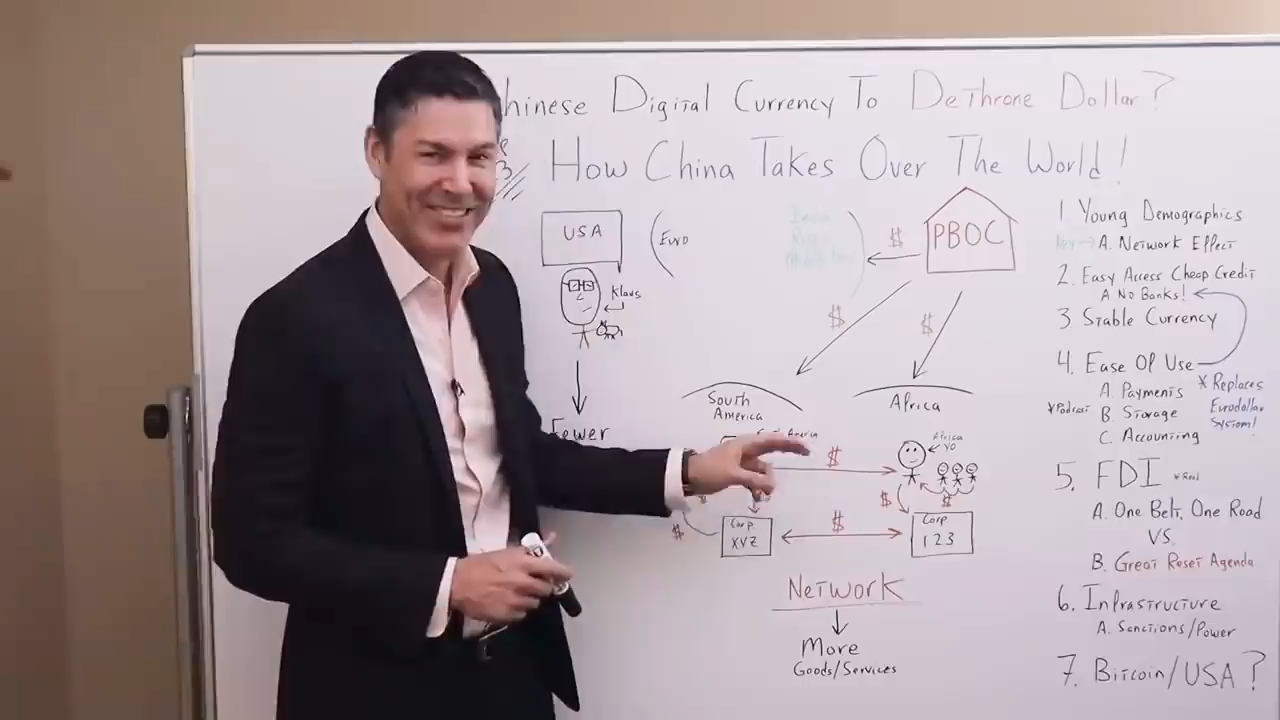 Chinese Digital Currency To Dethrone Dollar?
How China Takes Over The World!
USA
Euro
$
PBOC
Klaus
$
$
Fewer
South
America
Africa
Africa
Yo
$
$
$
$
$
Corp
XYZ
$
Corp
123
Network
More
Goods/Services
1. Young Demographics
A. Network Effect
2. Easy Access Cheap Credit
A No Banks!
3 Stable Currency
4. Ease Of Use
A. Payments
* Replaces
Eurodollar
System!
* Podcast
B Storage
C. Accounting
5. FDI
* Real
A. One Belt, One Road
VS.
B. Great Reset Agenda
6. Infrastructure
A. Sanctions/Power
7. Bitcoin/USA?